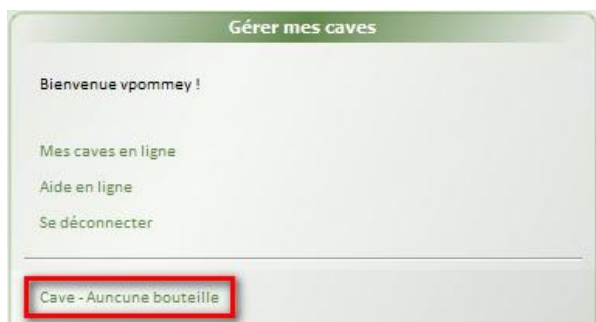 Gérer mes caves
Bienvenue vpommey !
Mes caves en ligne
Aide en ligne
Se déconnecter
Cave - Auncune bouteille